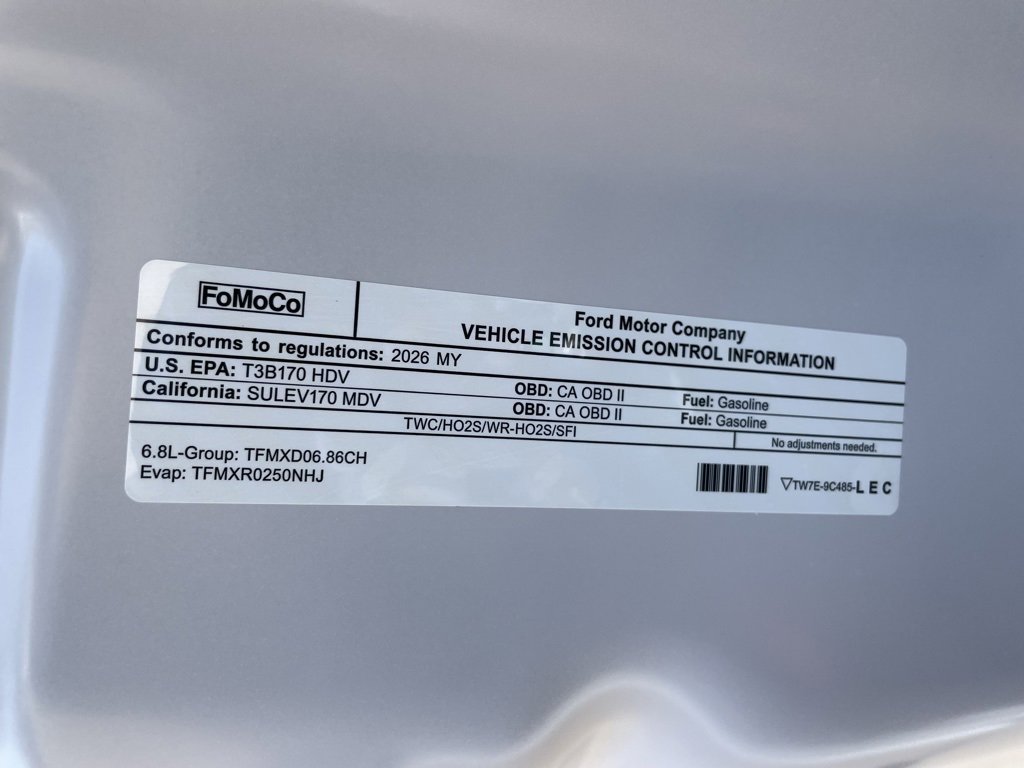 FoMoCo
Ford Motor Company
VEHICLE EMISSION CONTROL INFORMATION
Conforms to regulations: 2026 MY
U.S. EPA: T3B170 HDV OBD: CA OBD II Fuel: Gasoline
California: SULEV170 MDV OBD: CA OBD II Fuel: Gasoline
TWC/HO2S/WR-HO2S/SFI
No adjustments needed.
6.8L-Group: TFMXD06.86CH
Evap: TFMXR0250NHJ
▽TW7E-9C485-L E C